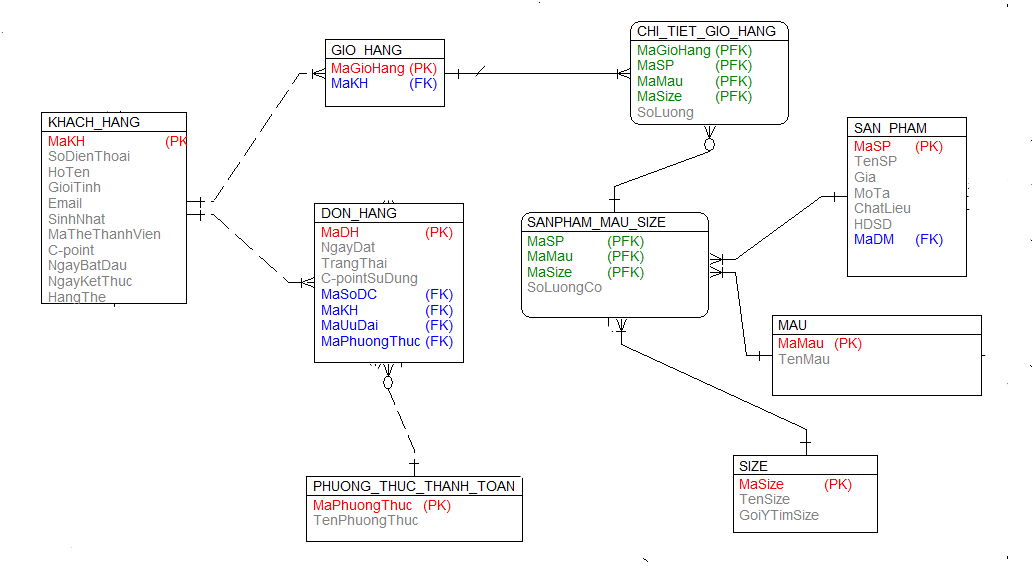 GIO_HANG
MaGioHang (PK)
MaKH (FK)
CHI_TIET_GIO_HANG
MaGioHang (PFK)
MaSP (PFK)
MaMau (PFK)
MaSize (PFK)
SoLuong
KHACH_HANG
MaKH (PK
SoDienThoai
HoTen
GioiTinh
Email
SinhNhat
MaTheThanhVien
C-point
NgayBatDau
NgayKetThuc
HangThe
SAN_PHAM
MaSP (PK)
TenSP
Gia
MoTa
ChatLieu
HDSD
MaDM (FK)
DON_HANG
MaDH (PK)
NgayDat
TrangThai
C-pointSuDung
MaSoDC (FK)
MaKH (FK)
MaUuDai (FK)
MaPhuongThuc (FK)
SANPHAM_MAU_SIZE
MaSP (PFK)
MaMau (PFK)
MaSize (PFK)
SoLuongCo
MAU
MaMau (PK)
TenMau
PHUONG_THUC_THANH_TOAN
MaPhuongThuc (PK)
TenPhuongThuc
SIZE
MaSize (PK)
TenSize
GoiYTimSize